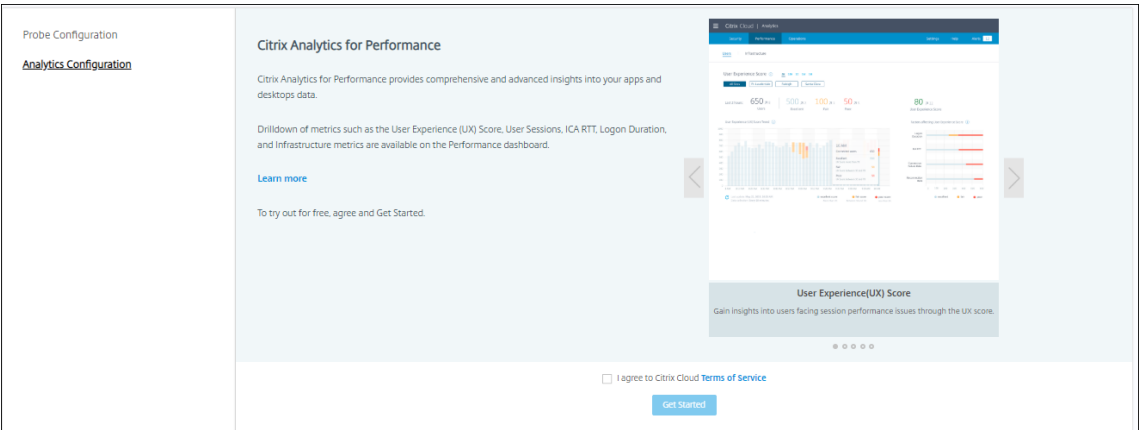 Probe Configuration
Analytics Configuration
Citrix Analytics for Performance
Citrix Analytics for Performance provides comprehensive and advanced insights into your apps and
desktops data.
Drilldown of metrics such as the User Experience (UX) Score, User Sessions, ICA RTT, Logon Duration,
and Infrastructure metrics are available on the Performance dashboard.
Learn more
To try out for free, agree and Get Started.
Citrix Cloud | Analytics
Security Performance Operations Settings Help
Users Infrastructure
User Experience Score
650
500
100
50
80
User Experience(UX) Score
Gain insights into users facing session performance issues through the UX score.
I agree to Citrix Cloud Terms of Service
Get Started